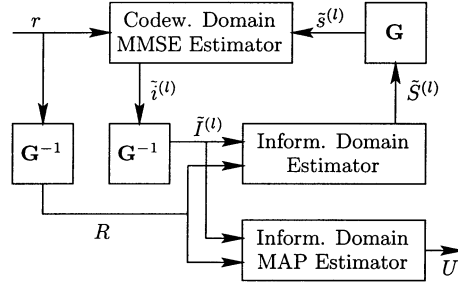 r
Codew. Domain
MMSE Estimator
s̃⁽ˡ⁾
G
ĩ⁽ˡ⁾
S̃⁽ˡ⁾
G⁻¹
G⁻¹
Ĩ⁽ˡ⁾
Inform. Domain
Estimator
R
Inform. Domain
MAP Estimator
U